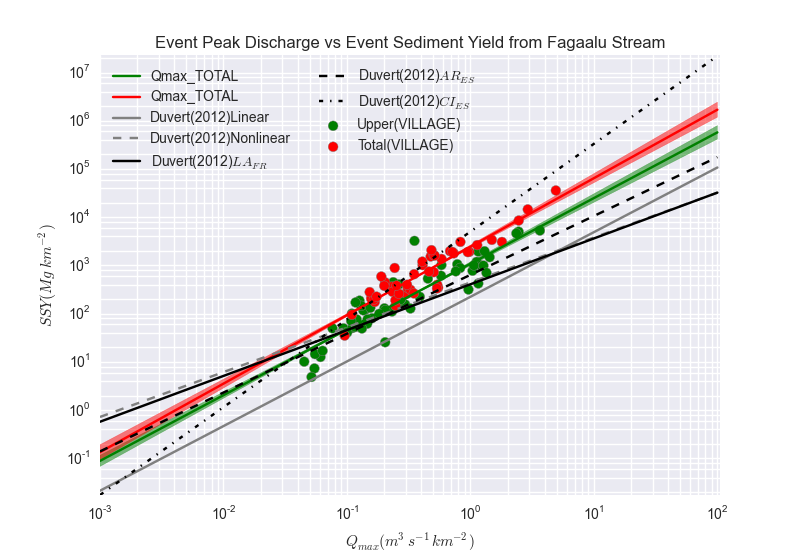 Event Peak Discharge vs Event Sediment Yield from Fagaalu Stream
Qmax_TOTAL
Qmax_TOTAL
Duvert(2012)Linear
Duvert(2012)Nonlinear
Duvert(2012)LA_FR
Duvert(2012)AR_ES
Duvert(2012)CI_ES
Upper(VILLAGE)
Total(VILLAGE)
SSY(Mg km^-2)
10^7
10^6
10^5
10^4
10^3
10^2
10^1
10^0
10^-1
10^-3 10^-2 10^-1 10^0 10^1 10^2
Q_max(m^3 s^-1 km^-2)